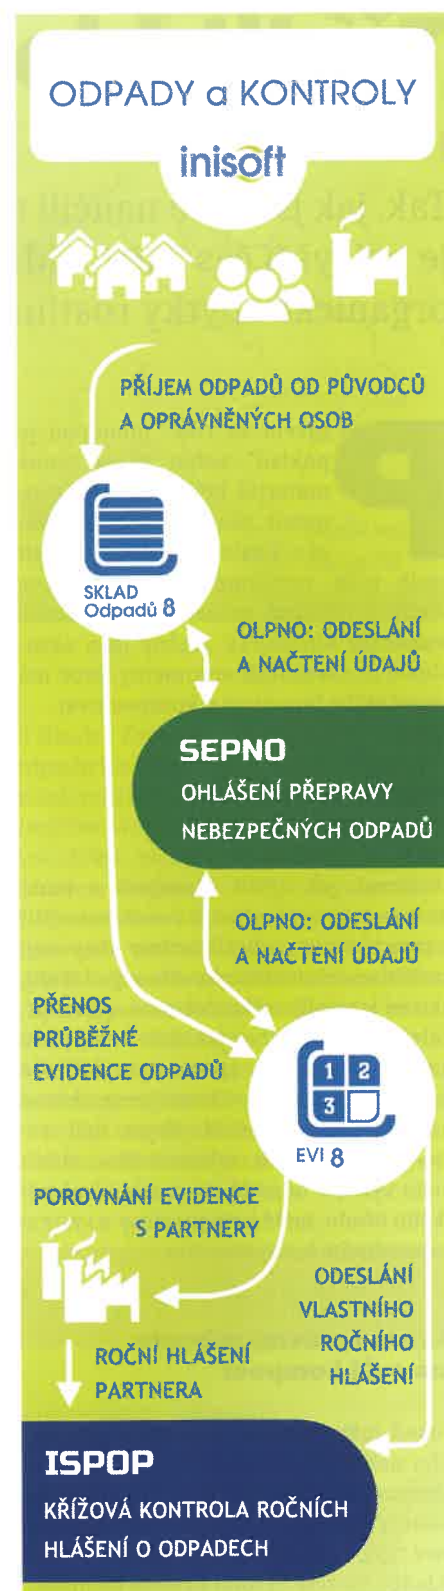 ODPADY a KONTROLY
inisoft
PŘÍJEM ODPADŮ OD PŮVODCŮ
A OPRÁVNĚNÝCH OSOB
SKLAD
Odpadů 8
OLPNO: ODESLÁNÍ
A NAČTENÍ ÚDAJŮ
SEPNO
OHLÁŠENÍ PŘEPRAVY
NEBEZPEČNÝCH ODPADŮ
OLPNO: ODESLÁNÍ
A NAČTENÍ ÚDAJŮ
PŘENOS
PRŮBĚŽNÉ
EVIDENCE ODPADŮ
1 2
3
EVI 8
POROVNÁNÍ EVIDENCE
S PARTNERY
ODESLÁNÍ
VLASTNÍHO
ROČNÍHO
HLÁŠENÍ
ROČNÍ HLÁŠENÍ
PARTNERA
ISPOP
KŘÍŽOVÁ KONTROLA ROČNÍCH
HLÁŠENÍ O ODPADECH